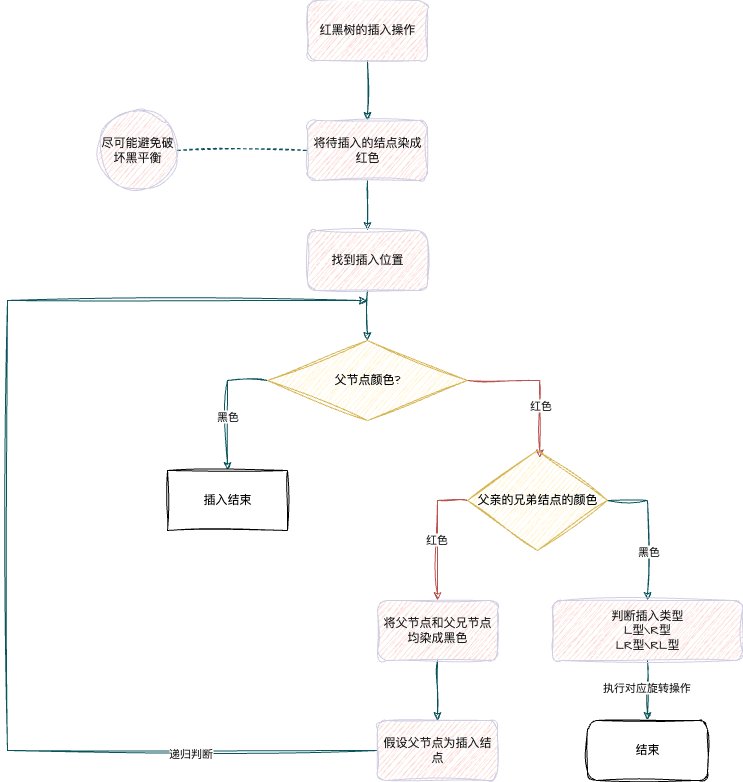 红黑树的插入操作
尽可能避免破
坏黑平衡
将待插入的结点染成
红色
找到插入位置
父节点颜色?
黑色
红色
插入结束
父亲的兄弟结点的颜色
红色
黑色
将父节点和父兄节点
均染成黑色
判断插入类型
L型\R型
LR型\RL型
执行对应旋转操作
假设父节点为插入结
点
结束
递归判断